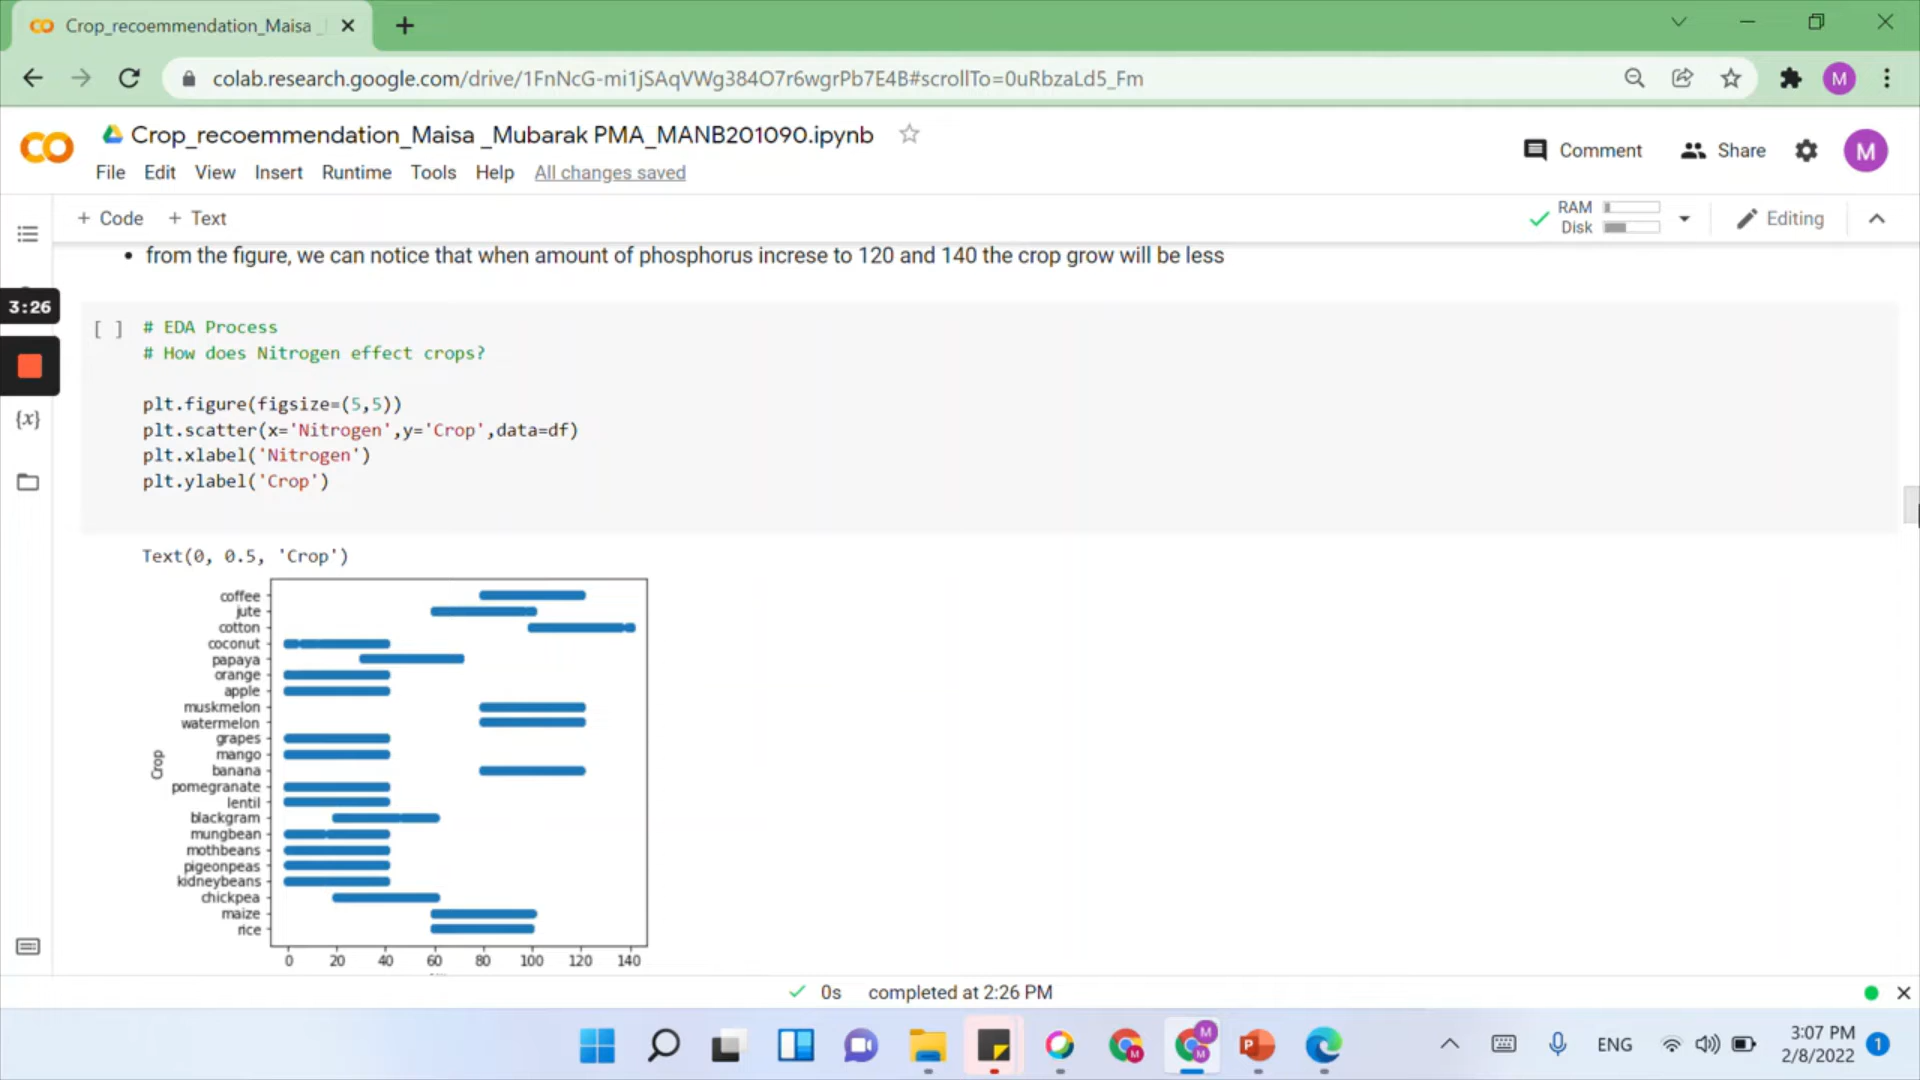 Crop_recoemmendation_Maisa _
colab.research.google.com/drive/1FnNcG-mi1jSAqVWg384O7r6wgrPb7E4B#scrollTo=0uRbzaLd5_Fm
M
CO
Crop_recoemmendation_Maisa _Mubarak PMA_MANB201090.ipynb
Comment
Share
M
File Edit View Insert Runtime Tools Help All changes saved
+ Code + Text
RAM
Disk
Editing
• from the figure, we can notice that when amount of phosphorus increse to 120 and 140 the crop grow will be less
3:26
[ ] # EDA Process
# How does Nitrogen effect crops?
plt.figure(figsize=(5,5))
plt.scatter(x='Nitrogen',y='Crop',data=df)
plt.xlabel('Nitrogen')
plt.ylabel('Crop')
{x}
Text(0, 0.5, 'Crop')
coffee
jute
cotton
coconut
papaya
orange
apple
muskmelon
watermelon
grapes
mango
banana
pomegranate
lentil
blackgram
mungbean
mothbeans
pigeonpeas
kidneybeans
chickpea
maize
rice
Crop
0 20 40 60 80 100 120 140
0s completed at 2:26 PM
M
M
M
P
ENG
3:07 PM
2/8/2022
1